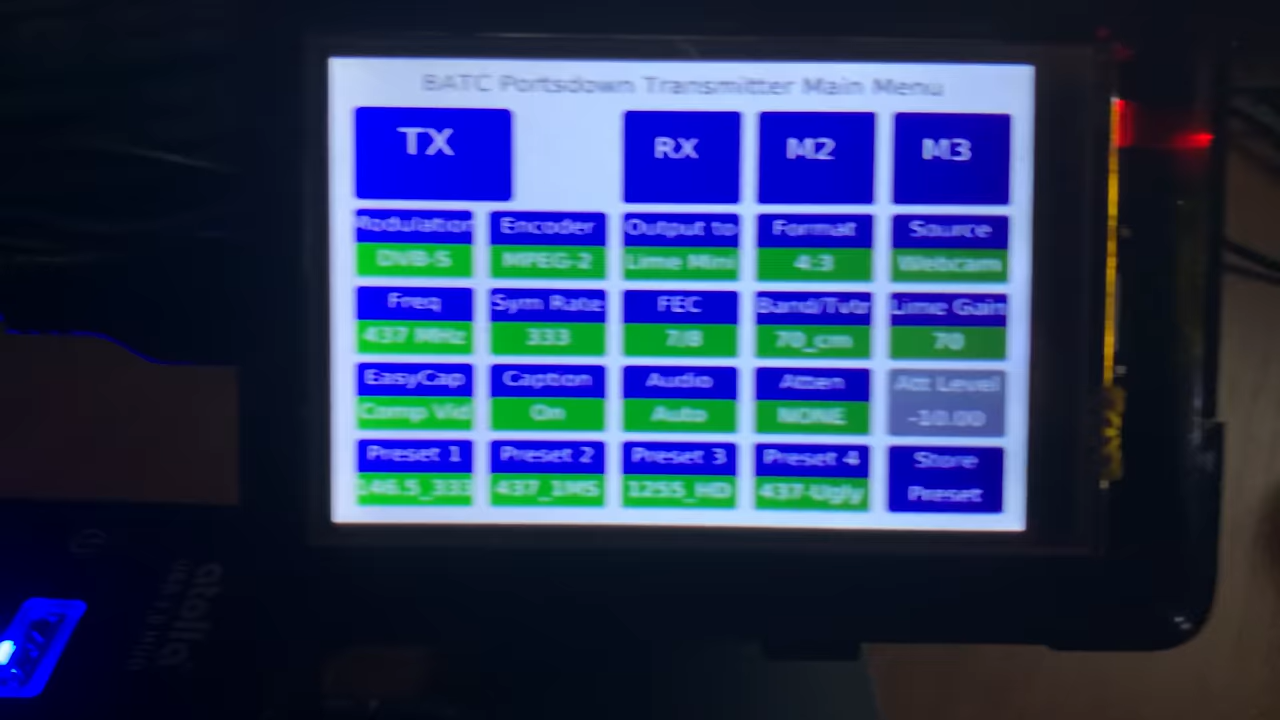 BATC Portsdown Transmitter Main Menu
TX RX M2 M3
Modulation Encoder Output to Format Source
DVB-S MPEG-2 Lime Mini 4:3 Webcam
Freq Sym Rate FEC Band/Tvtr Lime Gain
437 MHz 333 7/8 70_cm 70
EasyCap Caption Audio Atten Att Level
Comp Vid On Auto NONE -10.00
Preset 1 Preset 2 Preset 3 Preset 4 Store
146.5_333 437_1MS 1255_HD 437-Ugly Preset
atolla